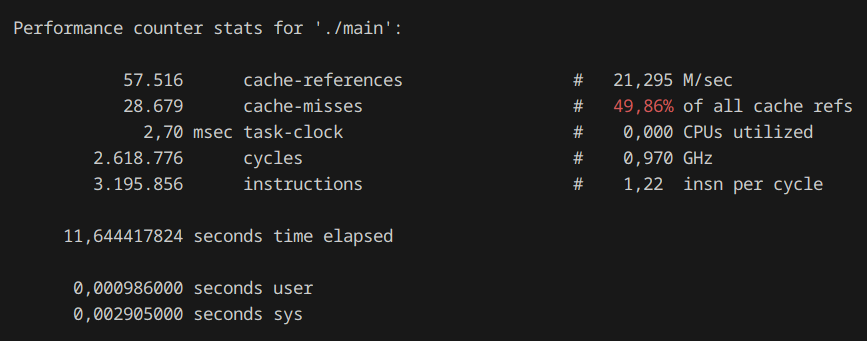 Performance counter stats for './main':
57.516 cache-references # 21,295 M/sec
28.679 cache-misses # 49,86% of all cache refs
2,70 msec task-clock # 0,000 CPUs utilized
2.618.776 cycles # 0,970 GHz
3.195.856 instructions # 1,22 insn per cycle
11,644417824 seconds time elapsed
0,000986000 seconds user
0,002905000 seconds sys